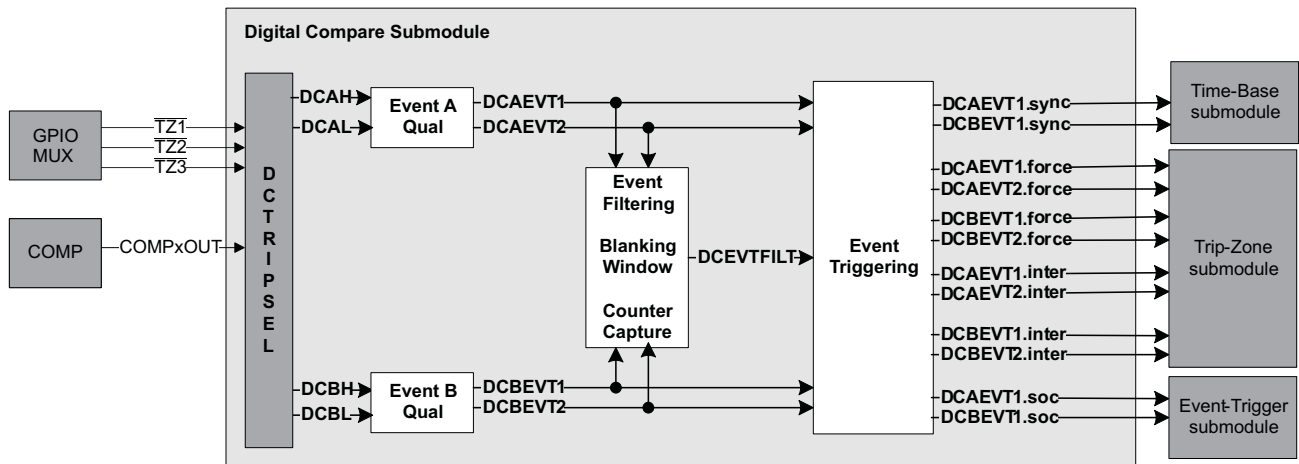 Digital Compare Submodule
GPIO
MUX
TZ1
TZ2
TZ3
COMP
COMPxOUT
D
C
T
R
I
P
S
E
L
DCAH
DCAL
Event A
Qual
DCAEVT1
DCAEVT2
Event
Filtering
Blanking
Window
Counter
Capture
DCEVTFILT
DCBH
DCBL
Event B
Qual
DCBEVT1
DCBEVT2
Event
Triggering
DCAEVT1.sync
DCBEVT1.sync
DCAEVT1.force
DCAEVT2.force
DCBEVT1.force
DCBEVT2.force
DCAEVT1.inter
DCAEVT2.inter
DCBEVT1.inter
DCBEVT2.inter
DCAEVT1.soc
DCBEVT1.soc
Time-Base
submodule
Trip-Zone
submodule
Event-Trigger
submodule